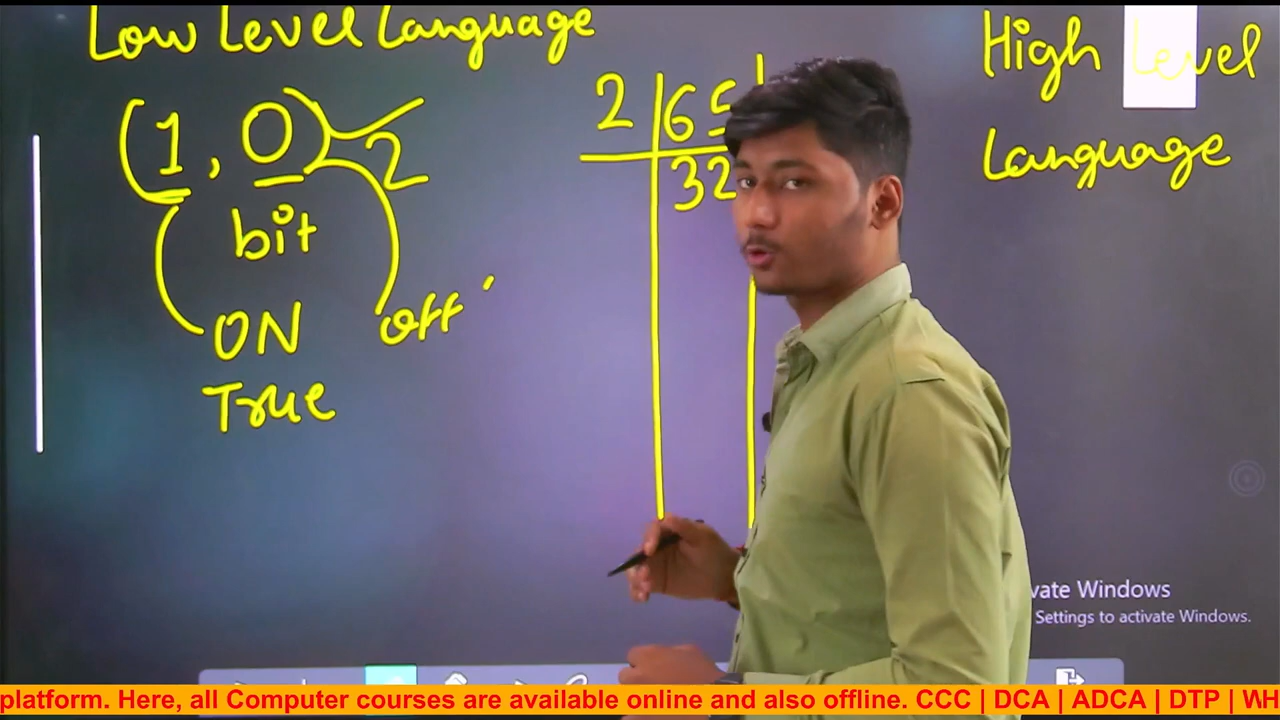 Low Level Language
High Level
Language
(1, 0) 2
bit
ON off
True
2 65
32
vate Windows
Settings to activate Windows.
platform. Here, all Computer courses are available online and also offline. CCC | DCA | ADCA | DTP | WH